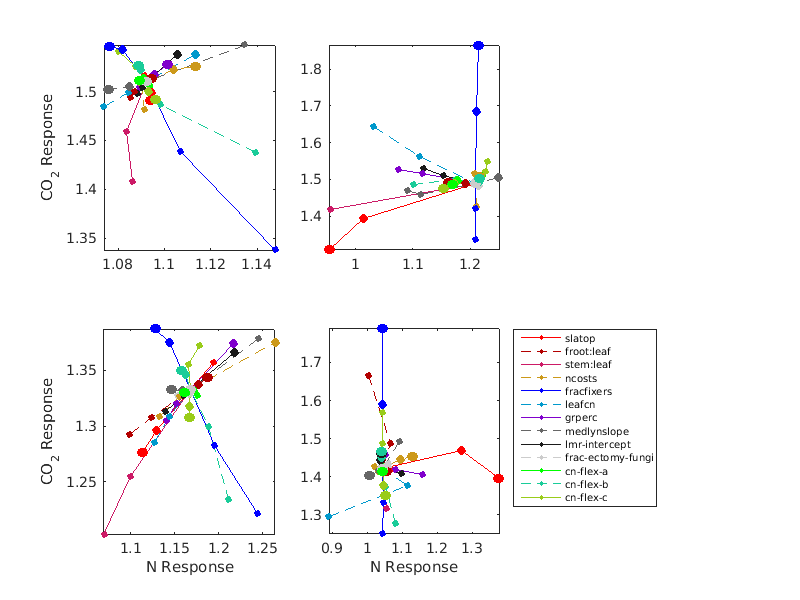 1.5
1.45
1.4
1.35
CO2 Response
1.08 1.1 1.12 1.14
1.8
1.7
1.6
1.5
1.4
1 1.1 1.2
1.35
1.3
1.25
CO2 Response
1.1 1.15 1.2 1.25
N Response
1.7
1.6
1.5
1.4
1.3
0.9 1 1.1 1.2 1.3
N Response
slatop
froot:leaf
stem:leaf
ncosts
fracfixers
leafcn
grperc
medlynslope
lmr-intercept
frac-ectomy-fungi
cn-flex-a
cn-flex-b
cn-flex-c